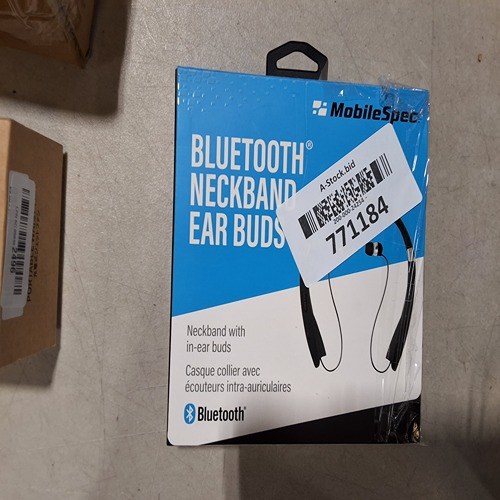 MobileSpec
BLUETOOTH®
NECKBAND
EAR BUDS
A-Stock.bid
771184
Neckband with
in-ear buds
Casque collier avec
écouteurs intra-auriculaires
Bluetooth®
2495